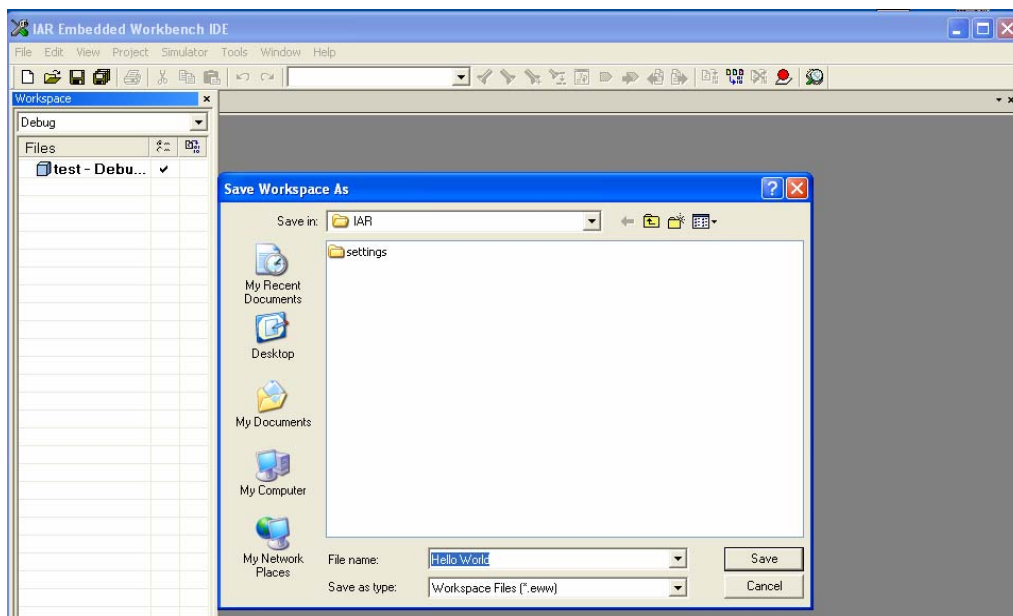 IAR Embedded Workbench IDE
File Edit View Project Simulator Tools Window Help
Workspace
Debug
Files
test - Debu...
Save Workspace As
Save in: IAR
settings
My Recent
Documents
Desktop
My Documents
My Computer
My Network
Places
File name: Hello World
Save
Save as type: Workspace Files (*.eww)
Cancel